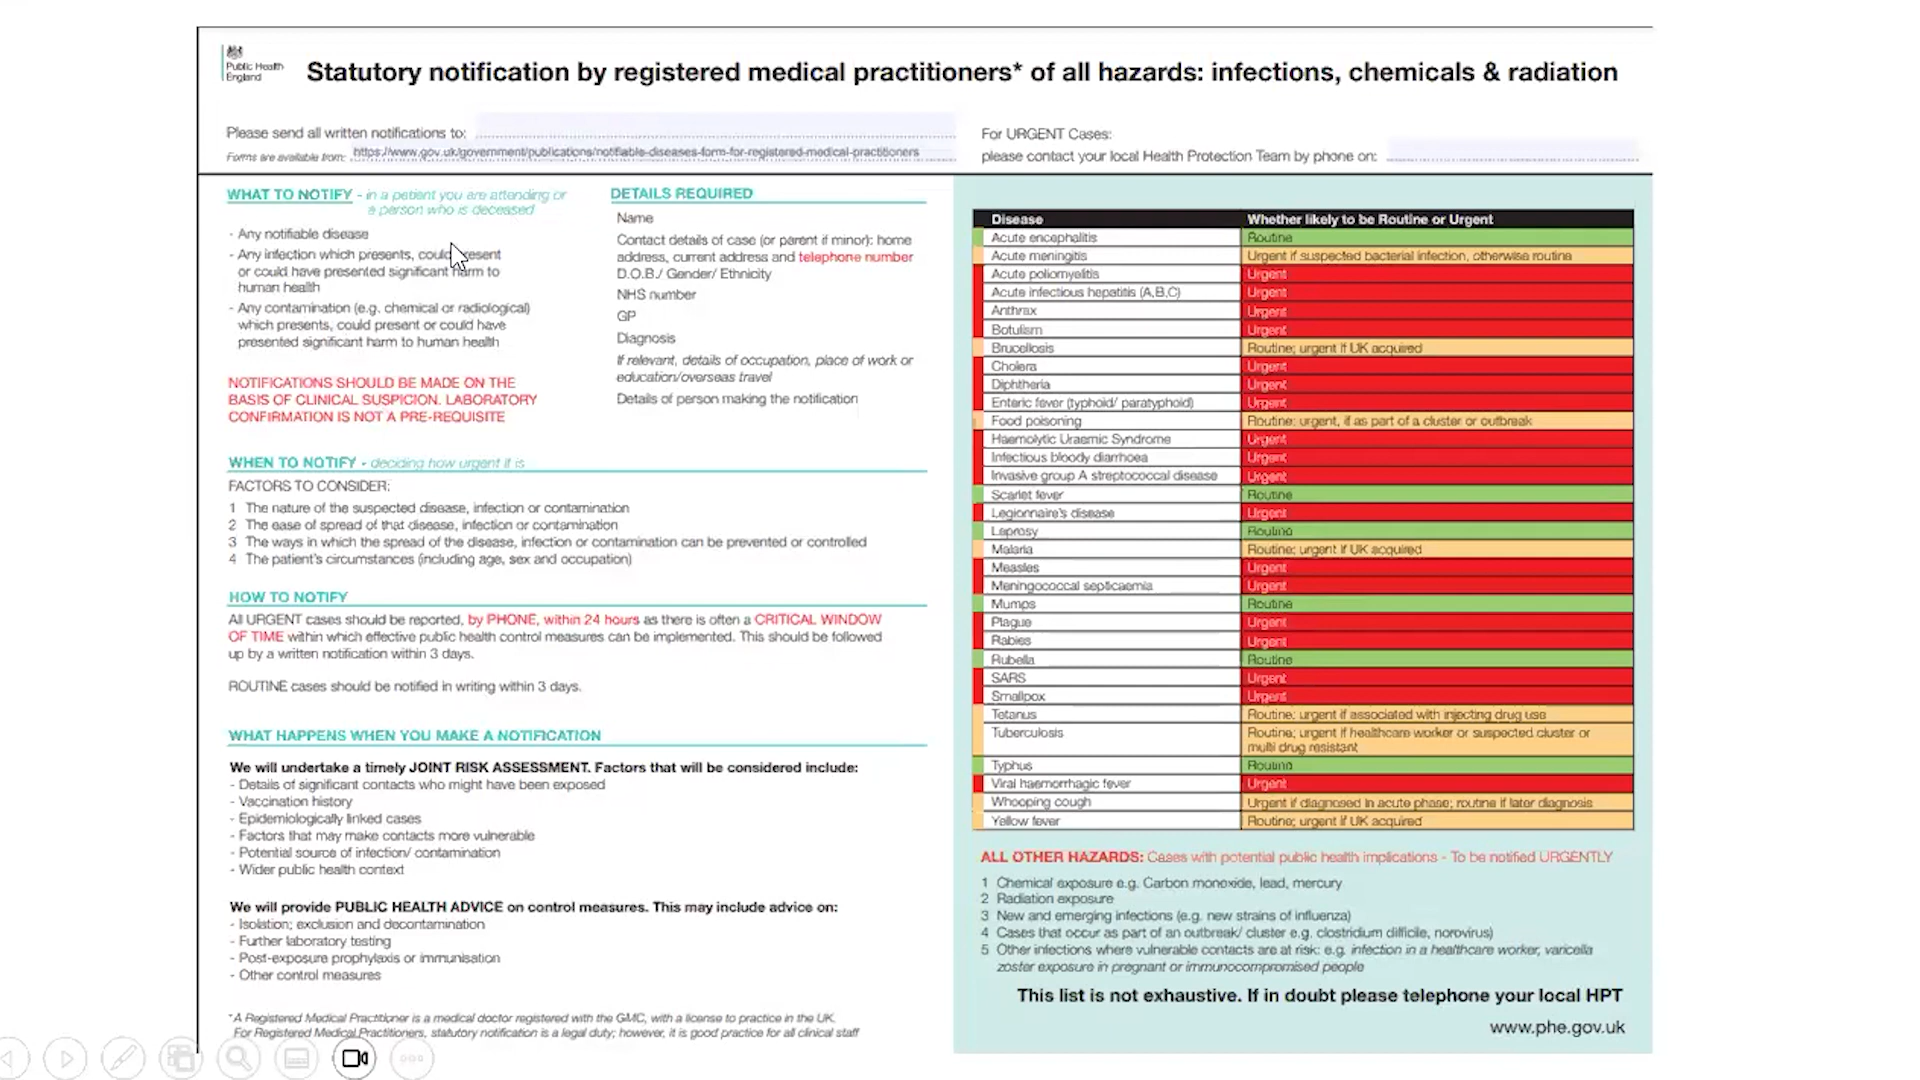 Public Health
England
Statutory notification by registered medical practitioners* of all hazards: infections, chemicals & radiation
Please send all written notifications to:
Forms are available from: https://www.gov.uk/government/publications/notifiable-diseases-form-for-registered-medical-practitioners
For URGENT Cases:
please contact your local Health Protection Team by phone on:
WHAT TO NOTIFY - in a patient you are attending or
a person who is deceased
- Any notifiable disease
- Any infection which presents, could present
or could have presented significant harm to
human health
- Any contamination (e.g. chemical or radiological)
which presents, could present or could have
presented significant harm to human health
NOTIFICATIONS SHOULD BE MADE ON THE
BASIS OF CLINICAL SUSPICION. LABORATORY
CONFIRMATION IS NOT A PRE-REQUISITE
DETAILS REQUIRED
Name
Contact details of case (or parent if minor): home
address, current address and telephone number
D.O.B./ Gender/ Ethnicity
NHS number
GP
Diagnosis
If relevant, details of occupation, place of work or
education/overseas travel
Details of person making the notification
WHEN TO NOTIFY - deciding how urgent it is
FACTORS TO CONSIDER:
1 The nature of the suspected disease, infection or contamination
2 The ease of spread of that disease, infection or contamination
3 The ways in which the spread of the disease, infection or contamination can be prevented or controlled
4 The patient's circumstances (including age, sex and occupation)
HOW TO NOTIFY
All URGENT cases should be reported, by PHONE, within 24 hours as there is often a CRITICAL WINDOW
OF TIME within which effective public health control measures can be implemented. This should be followed
up by a written notification within 3 days.
ROUTINE cases should be notified in writing within 3 days.
WHAT HAPPENS WHEN YOU MAKE A NOTIFICATION
We will undertake a timely JOINT RISK ASSESSMENT. Factors that will be considered include:
- Details of significant contacts who might have been exposed
- Vaccination history
- Epidemiologically linked cases
- Factors that may make contacts more vulnerable
- Potential source of infection/ contamination
- Wider public health context
We will provide PUBLIC HEALTH ADVICE on control measures. This may include advice on:
- Isolation; exclusion and decontamination
- Further laboratory testing
- Post-exposure prophylaxis or immunisation
- Other control measures
*A Registered Medical Practitioner is a medical doctor registered with the GMC, with a license to practice in the UK.
For Registered Medical Practitioners, statutory notification is a legal duty; however, it is good practice for all clinical staff
Disease Whether likely to be Routine or Urgent
Acute encephalitis Routine
Acute meningitis Urgent if suspected bacterial infection, otherwise routine
Acute poliomyelitis Urgent
Acute infectious hepatitis (A,B,C) Urgent
Anthrax Urgent
Botulism Urgent
Brucellosis Routine; urgent if UK acquired
Cholera Urgent
Diphtheria Urgent
Enteric fever (typhoid/ paratyphoid) Urgent
Food poisoning Routine; urgent, if as part of a cluster or outbreak
Haemolytic Uraemic Syndrome Urgent
Infectious bloody diarrhoea Urgent
Invasive group A streptococcal disease Urgent
Scarlet fever Routine
Legionnaire's disease Urgent
Leprosy Routine
Malaria Routine; urgent if UK acquired
Measles Urgent
Meningococcal septicaemia Urgent
Mumps Routine
Plague Urgent
Rabies Urgent
Rubella Routine
SARS Urgent
Smallpox Urgent
Tetanus Routine; urgent if associated with injecting drug use
Tuberculosis Routine; urgent if healthcare worker or suspected cluster or
multi drug resistant
Typhus Routine
Viral haemorrhagic fever Urgent
Whooping cough Urgent if diagnosed in acute phase; routine if later diagnosis
Yellow fever Routine; urgent if UK acquired
ALL OTHER HAZARDS: Cases with potential public health implications - To be notified URGENTLY
1 Chemical exposure e.g. Carbon monoxide, lead, mercury
2 Radiation exposure
3 New and emerging infections (e.g. new strains of influenza)
4 Cases that occur as part of an outbreak/ cluster e.g. clostridium difficile, norovirus)
5 Other infections where vulnerable contacts are at risk: e.g. infection in a healthcare worker, varicella
zoster exposure in pregnant or immunocompromised people
This list is not exhaustive. If in doubt please telephone your local HPT
www.phe.gov.uk